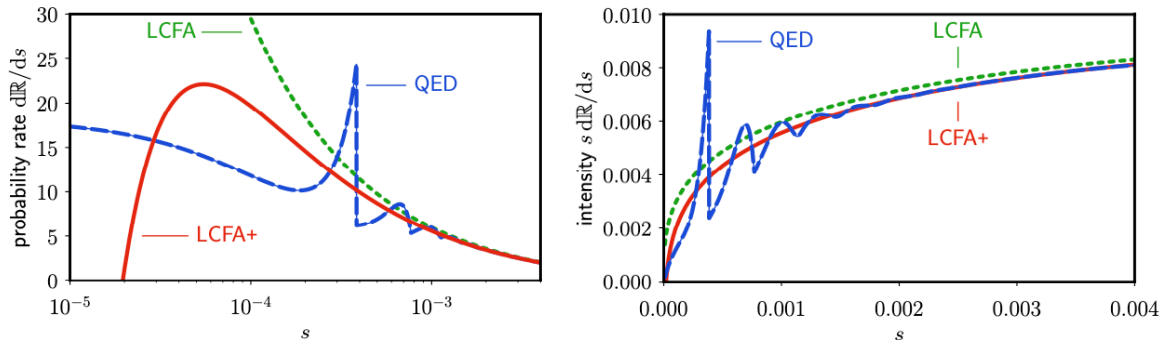 probability rate dℝ/ds
30
25
20
15
10
5
0
LCFA
QED
LCFA+
10⁻⁵
10⁻⁴
10⁻³
s
intensity s dℝ/ds
0.010
0.008
0.006
0.004
0.002
0.000
QED
LCFA
LCFA+
0.000
0.001
0.002
0.003
0.004
s